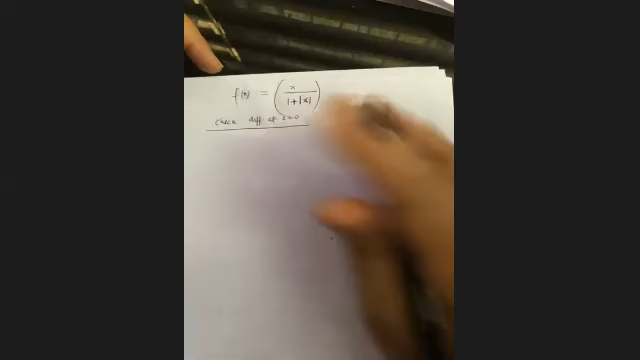 f(x) = (x / 1+|x|)
check diff at x=0